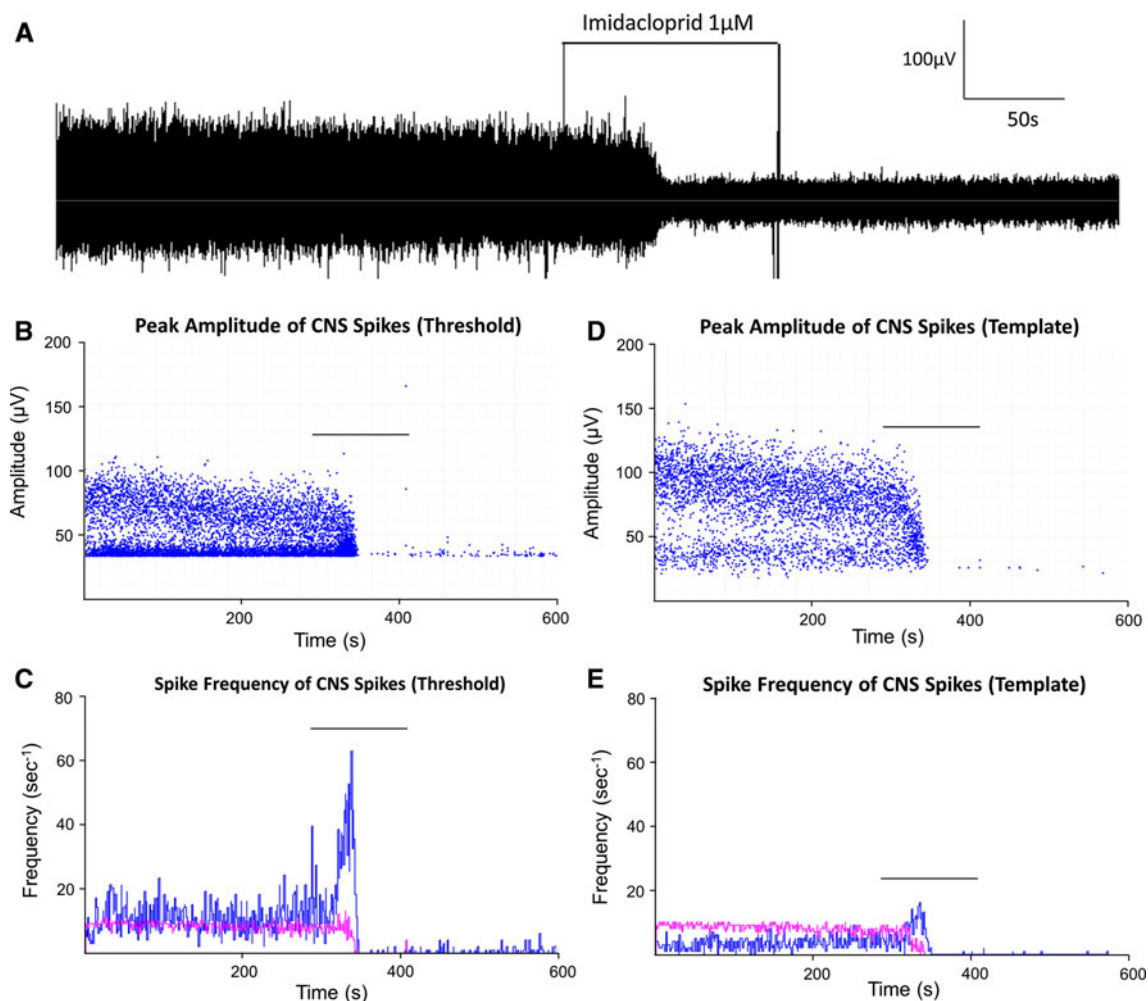 A
Imidacloprid 1µM
100µV
50s
B
Peak Amplitude of CNS Spikes (Threshold)
200
150
100
50
Amplitude (µV)
200
400
600
Time (s)
D
Peak Amplitude of CNS Spikes (Template)
200
150
100
50
Amplitude (µV)
200
400
600
Time (s)
C
Spike Frequency of CNS Spikes (Threshold)
80
60
40
20
Frequency (sec⁻¹)
200
400
600
Time (s)
E
Spike Frequency of CNS Spikes (Template)
80
60
40
20
Frequency (sec⁻¹)
200
400
600
Time (s)